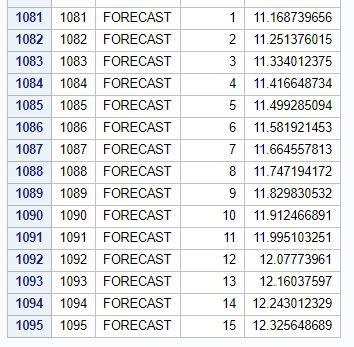 1081 1081 FORECAST 1 11.168739656
1082 1082 FORECAST 2 11.251376015
1083 1083 FORECAST 3 11.334012375
1084 1084 FORECAST 4 11.416648734
1085 1085 FORECAST 5 11.499285094
1086 1086 FORECAST 6 11.581921453
1087 1087 FORECAST 7 11.664557813
1088 1088 FORECAST 8 11.747194172
1089 1089 FORECAST 9 11.829830532
1090 1090 FORECAST 10 11.912466891
1091 1091 FORECAST 11 11.995103251
1092 1092 FORECAST 12 12.07773961
1093 1093 FORECAST 13 12.16037597
1094 1094 FORECAST 14 12.243012329
1095 1095 FORECAST 15 12.325648689